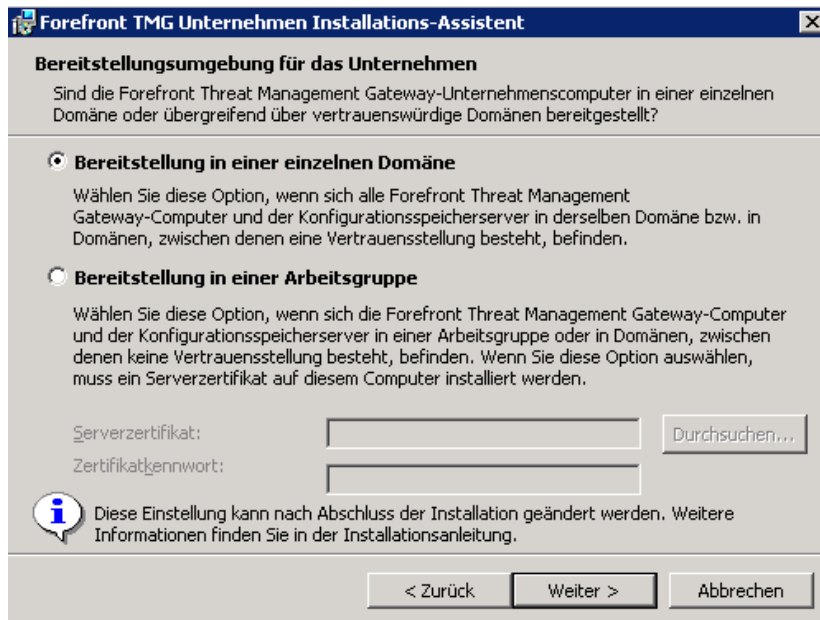 Forefront TMG Unternehmen Installations-Assistent
Bereitstellungsumgebung für das Unternehmen
Sind die Forefront Threat Management Gateway-Unternehmenscomputer in einer einzelnen
Domäne oder übergreifend über vertrauenswürdige Domänen bereitgestellt?
Bereitstellung in einer einzelnen Domäne
Wählen Sie diese Option, wenn sich alle Forefront Threat Management
Gateway-Computer und der Konfigurationsspeicherserver in derselben Domäne bzw. in
Domänen, zwischen denen eine Vertrauensstellung besteht, befinden.
Bereitstellung in einer Arbeitsgruppe
Wählen Sie diese Option, wenn sich die Forefront Threat Management Gateway-Computer
und der Konfigurationsspeicherserver in einer Arbeitsgruppe oder in Domänen, zwischen
denen keine Vertrauensstellung besteht, befinden. Wenn Sie diese Option auswählen,
muss ein Serverzertifikat auf diesem Computer installiert werden.
Serverzertifikat:
Durchsuchen...
Zertifikatkennwort:
Diese Einstellung kann nach Abschluss der Installation geändert werden. Weitere
Informationen finden Sie in der Installationsanleitung.
< Zurück
Weiter >
Abbrechen